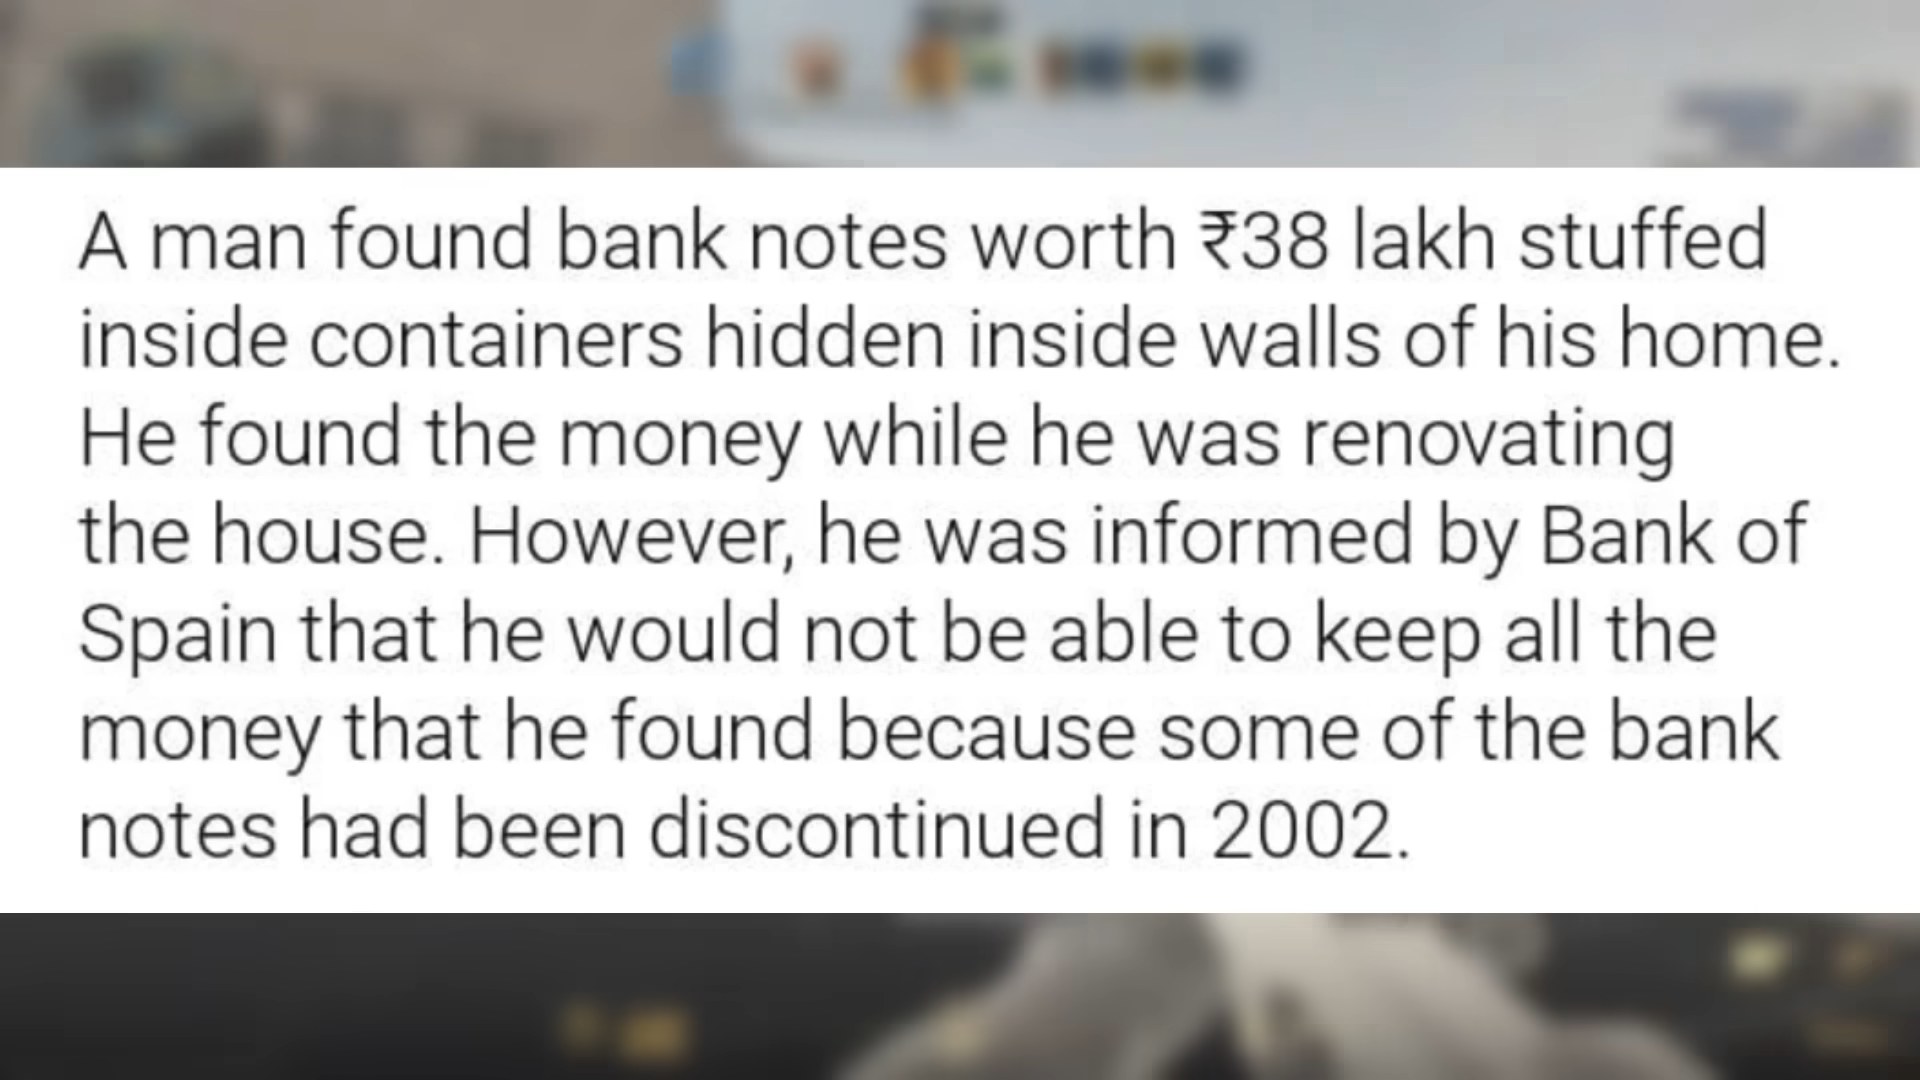 A man found bank notes worth ₹38 lakh stuffed
inside containers hidden inside walls of his home.
He found the money while he was renovating
the house. However, he was informed by Bank of
Spain that he would not be able to keep all the
money that he found because some of the bank
notes had been discontinued in 2002.